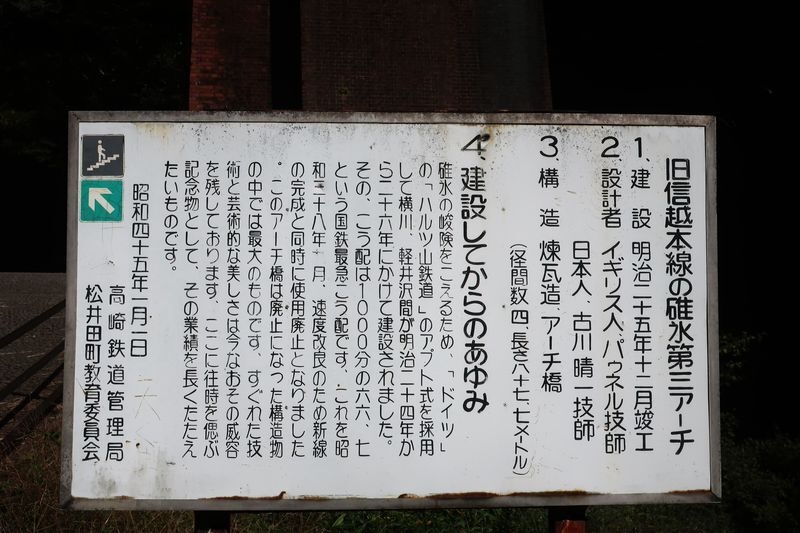 旧信越本線の碓氷第三アーチ
1、建設 明治二十五年十二月竣工
2、設計者 イギリス人、パウネル技師
日本人、古川晴一技師
3、構造 煉瓦造、アーチ橋
(径間数 四、長さ八十七、七メートル)
4、建設してからのあゆみ
碓氷の峻険をこえるため、「ドイツ」
の「ハルツ山鉄道」のアプト式を採用
して横川、軽井沢間が明治二十四年か
ら二十六年にかけて建設されました。
その、こう配は1000分の六六、七
という国鉄最急こう配です、これを昭
和三十八年 月、速度改良のため新線
の完成と同時に使用廃止となりました
。このアーチ橋は廃止になった構造物
の中では最大のものです、すぐれた技
術と芸術的な美しさは今なおその威容
を残しております、ここに往時を偲ぶ
記念物として、その業績を長くたたえ
たいものです。
昭和四十五年一月一日
高崎鉄道管理局
松井田町教育委員会